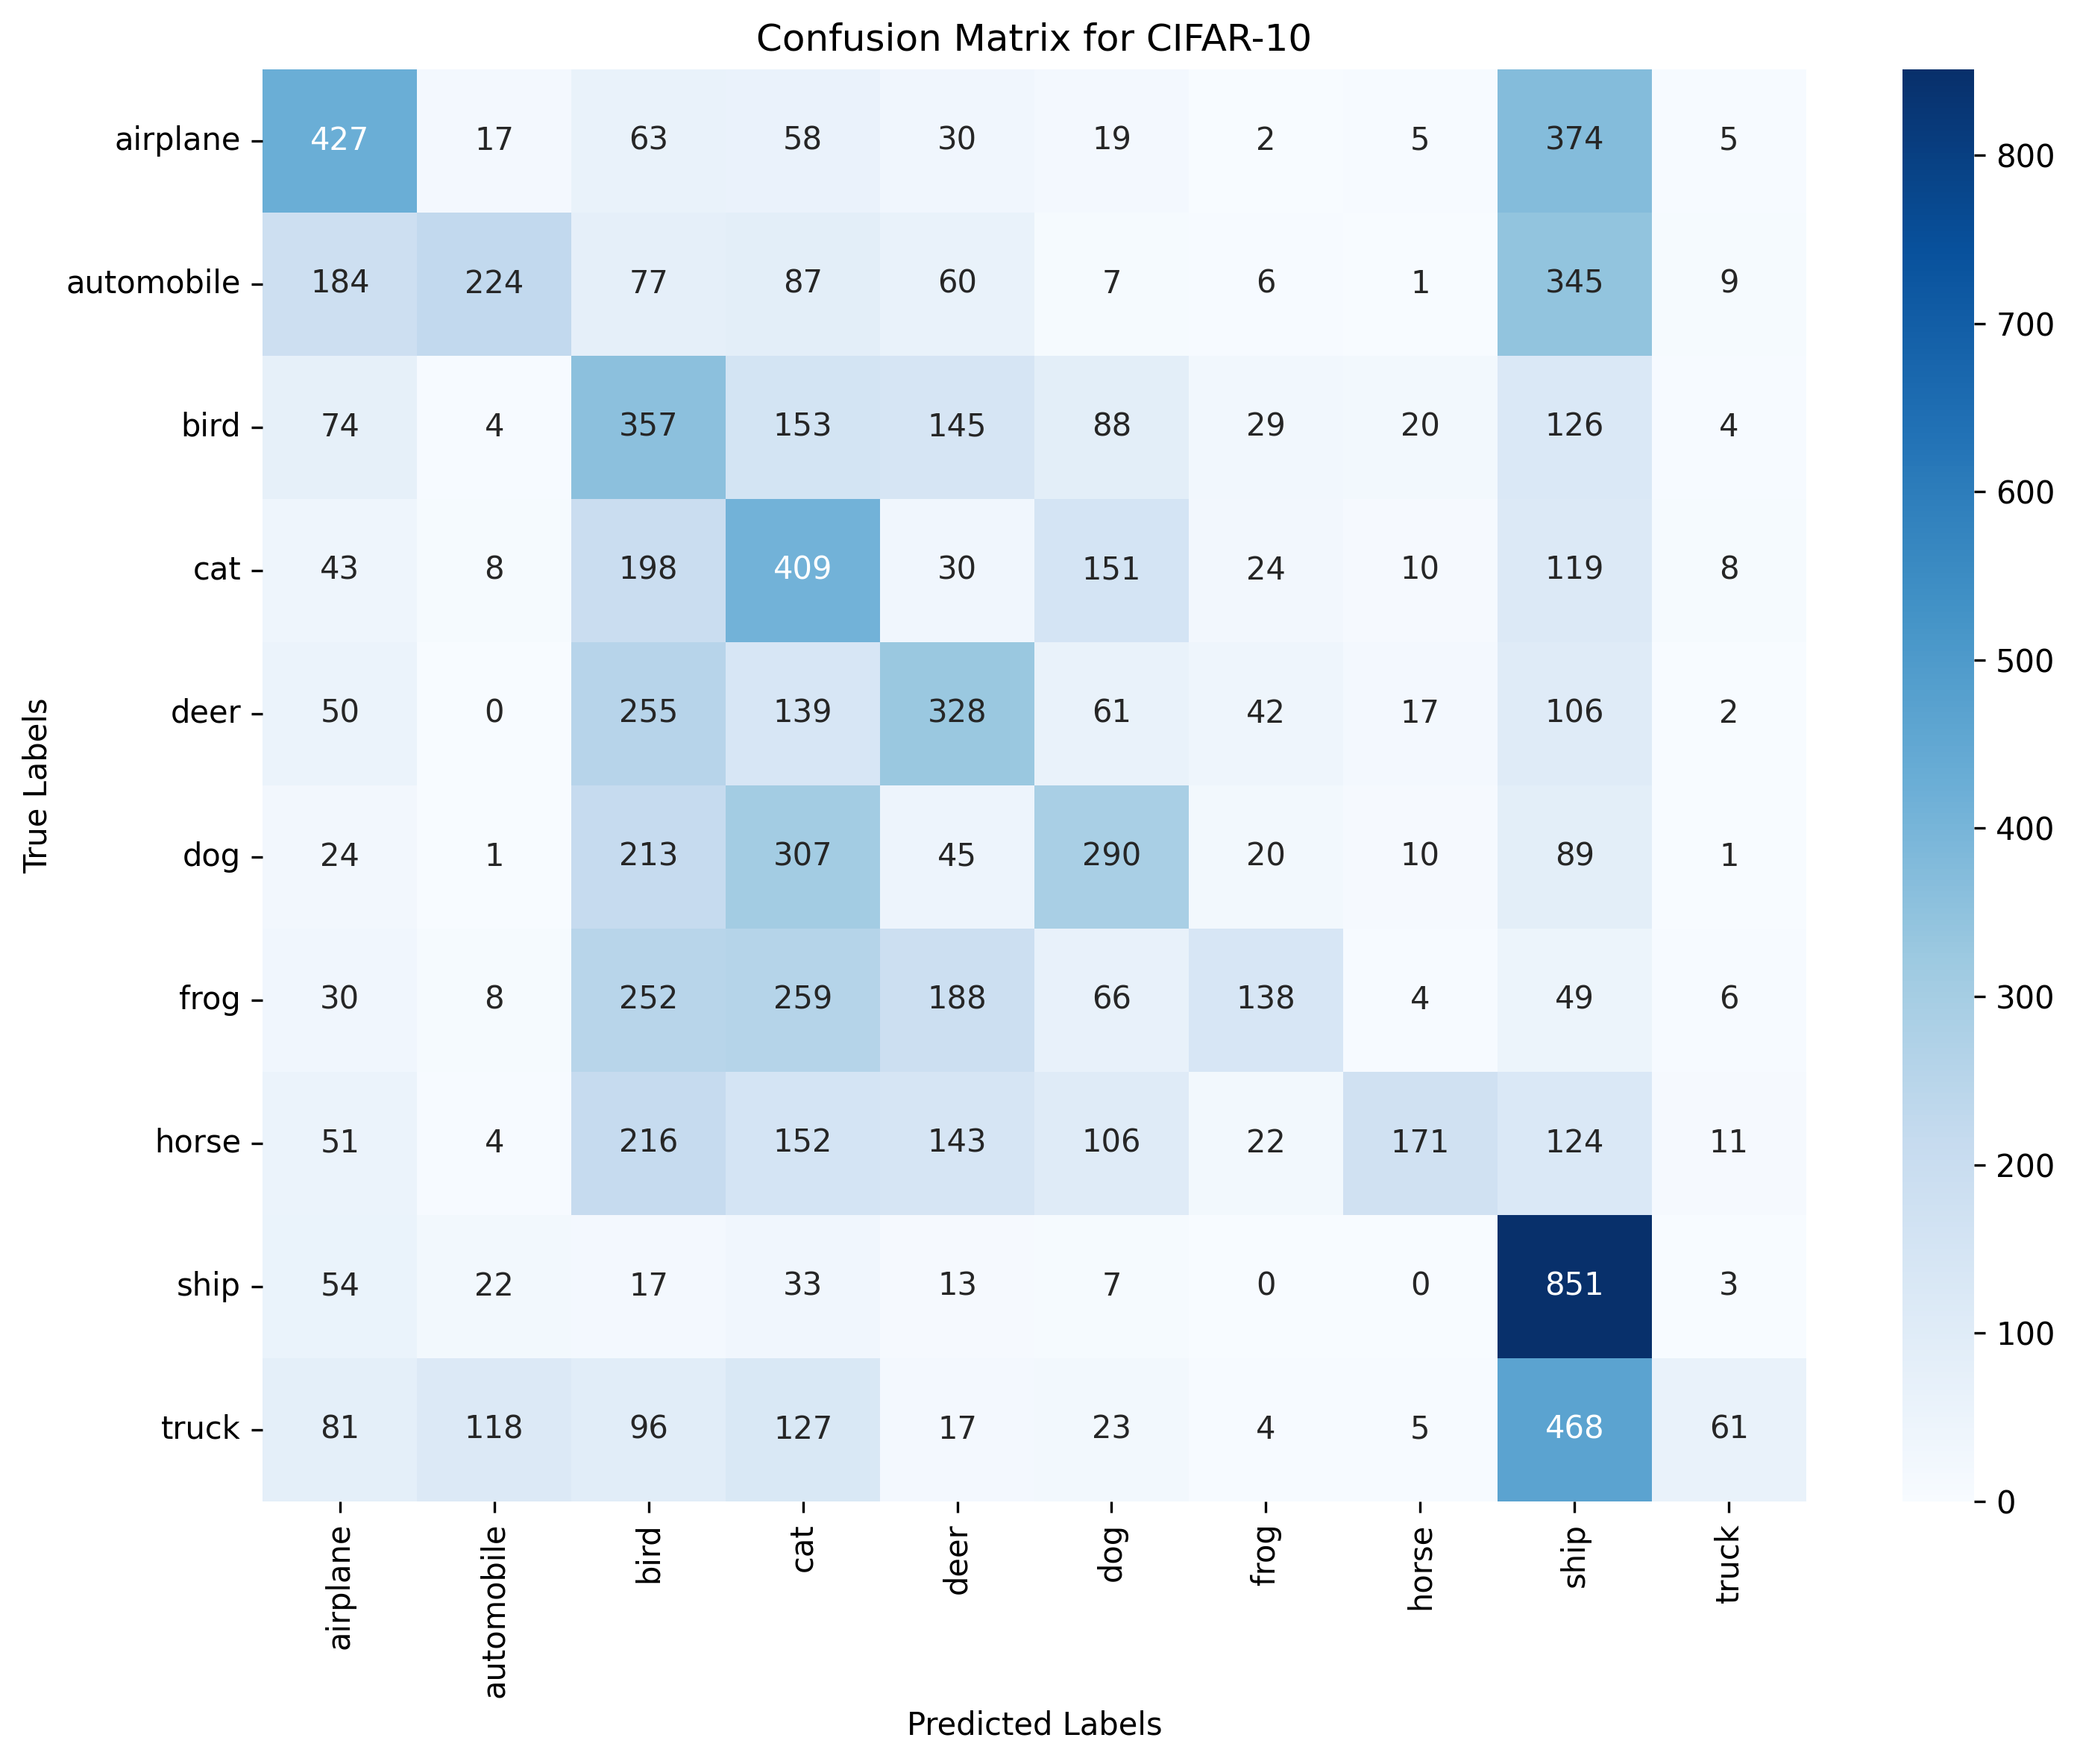 Confusion Matrix for CIFAR-10
airplane 427 17 63 58 30 19 2 5 374 5
automobile 184 224 77 87 60 7 6 1 345 9
bird 74 4 357 153 145 88 29 20 126 4
cat 43 8 198 409 30 151 24 10 119 8
deer 50 0 255 139 328 61 42 17 106 2
dog 24 1 213 307 45 290 20 10 89 1
frog 30 8 252 259 188 66 138 4 49 6
horse 51 4 216 152 143 106 22 171 124 11
ship 54 22 17 33 13 7 0 0 851 3
truck 81 118 96 127 17 23 4 5 468 61
airplane automobile bird cat deer dog frog horse ship truck
Predicted Labels
True Labels
800
700
600
500
400
300
200
100
0